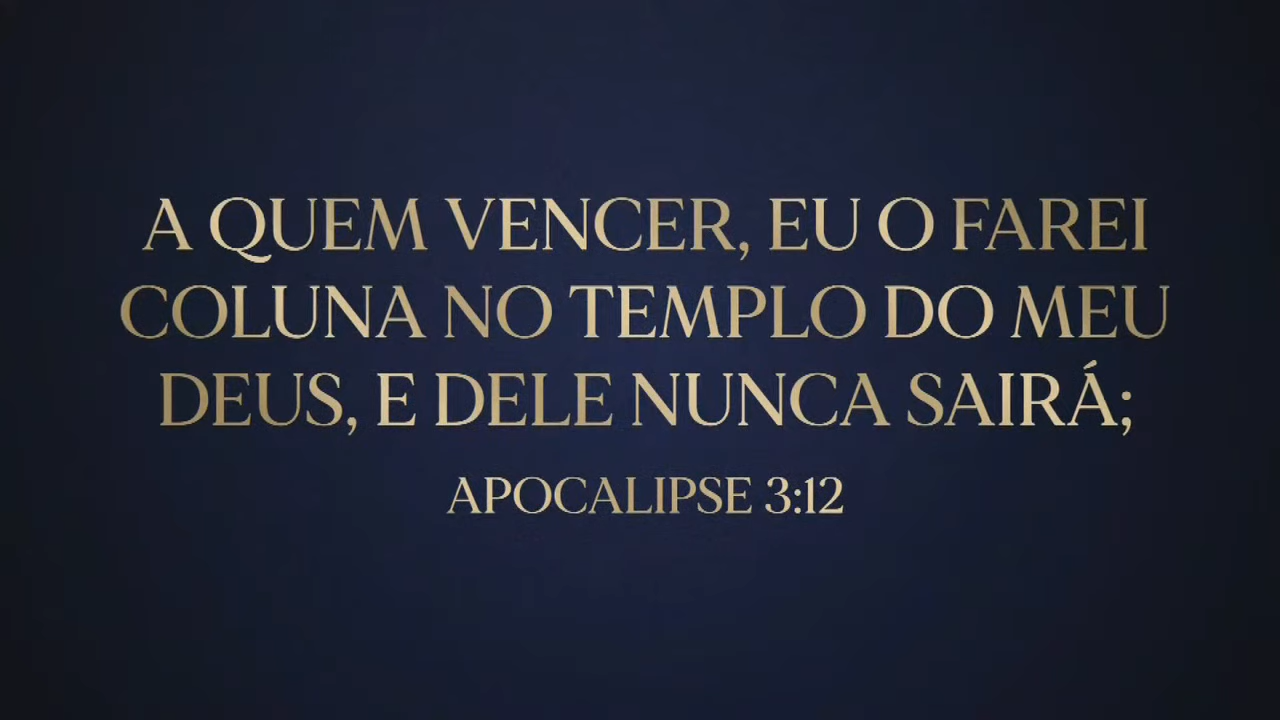 A QUEM VENCER, EU O FAREI
COLUNA NO TEMPLO DO MEU
DEUS, E DELE NUNCA SAIRÁ;
APOCALIPSE 3:12